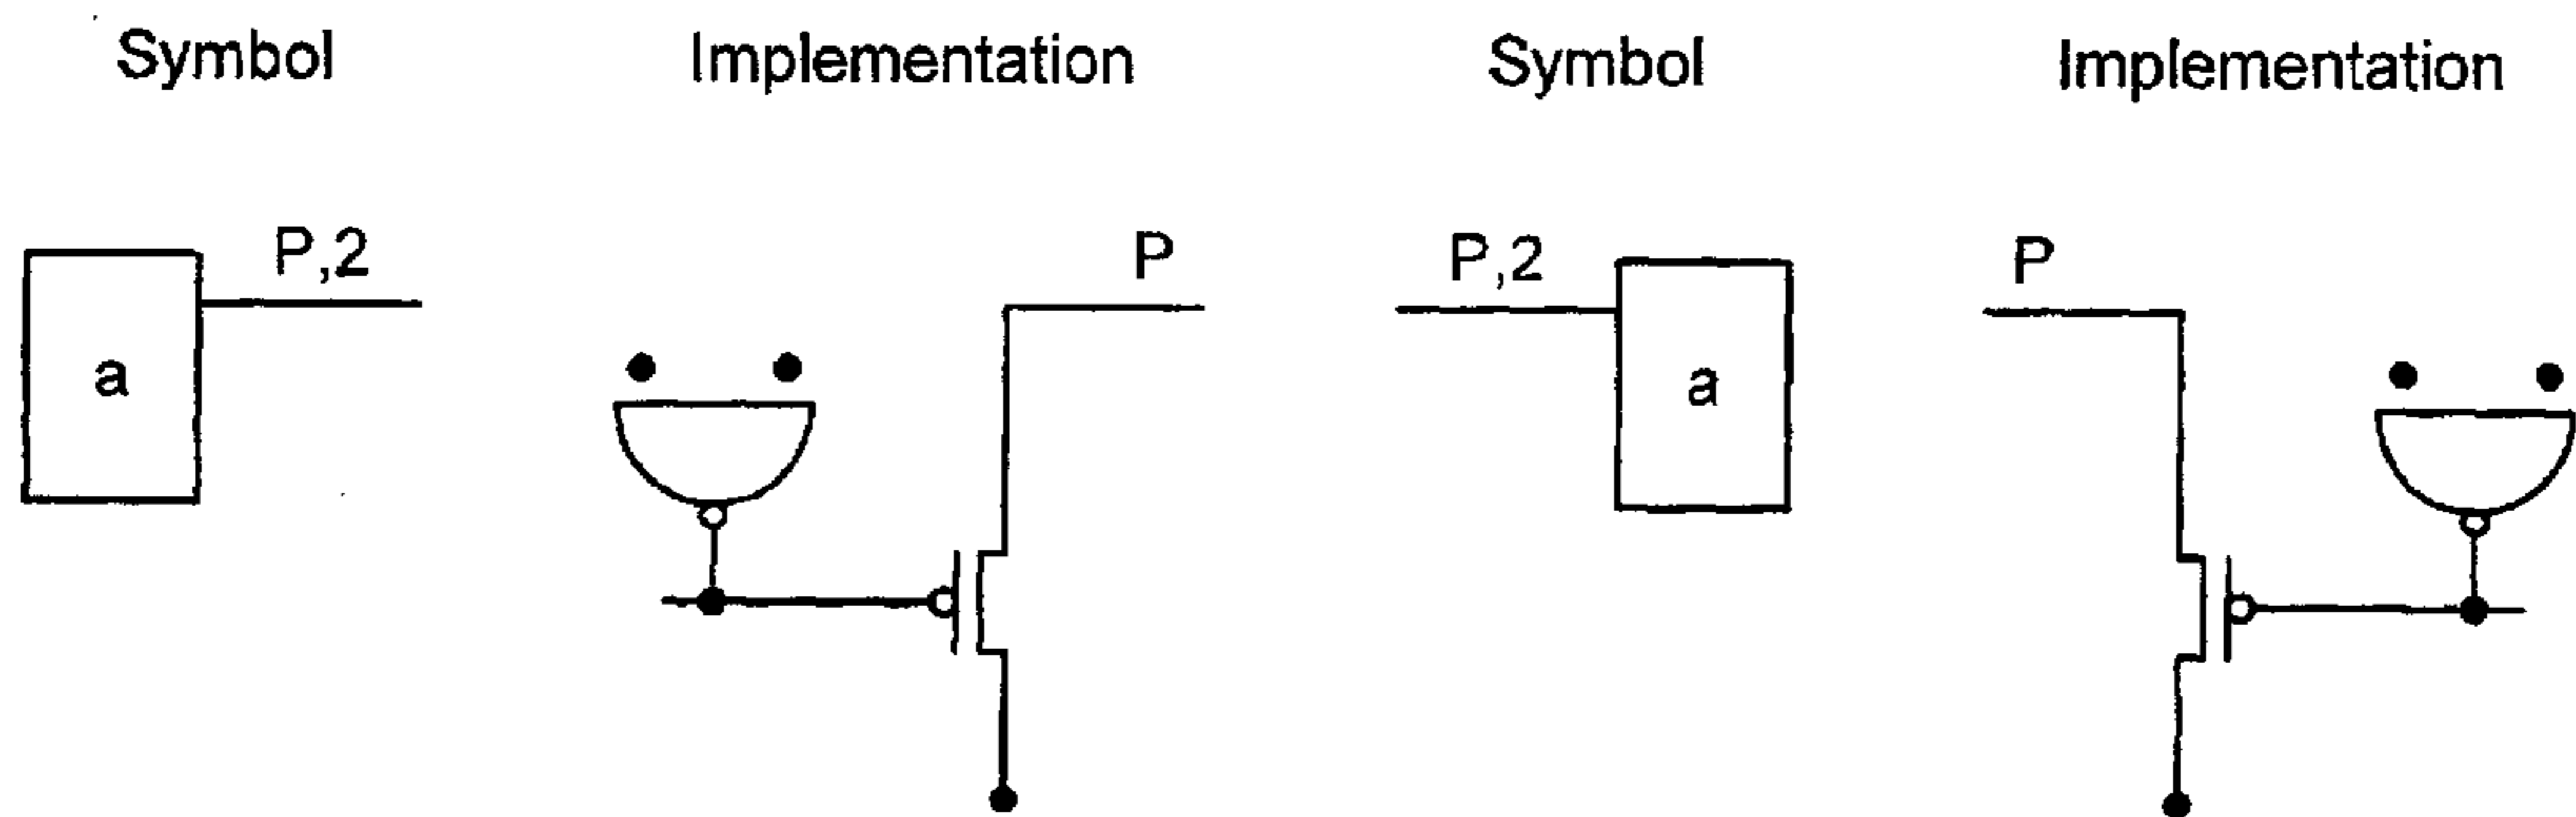 Symbol Implementation Symbol Implementation
P,2 P P,2 P
a a